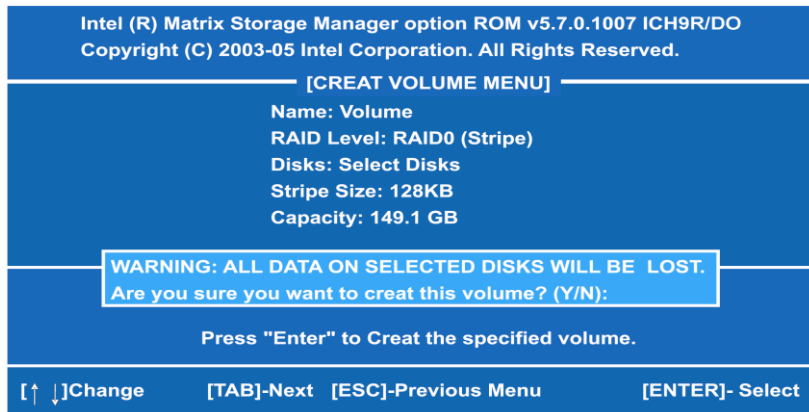 Intel (R) Matrix Storage Manager option ROM v5.7.0.1007 ICH9R/DO
Copyright (C) 2003-05 Intel Corporation. All Rights Reserved.
[CREAT VOLUME MENU]
Name: Volume
RAID Level: RAID0 (Stripe)
Disks: Select Disks
Stripe Size: 128KB
Capacity: 149.1 GB
WARNING: ALL DATA ON SELECTED DISKS WILL BE LOST.
Are you sure you want to creat this volume? (Y/N):
Press "Enter" to Creat the specified volume.
[↑ ↓]Change [TAB]-Next [ESC]-Previous Menu [ENTER]- Select